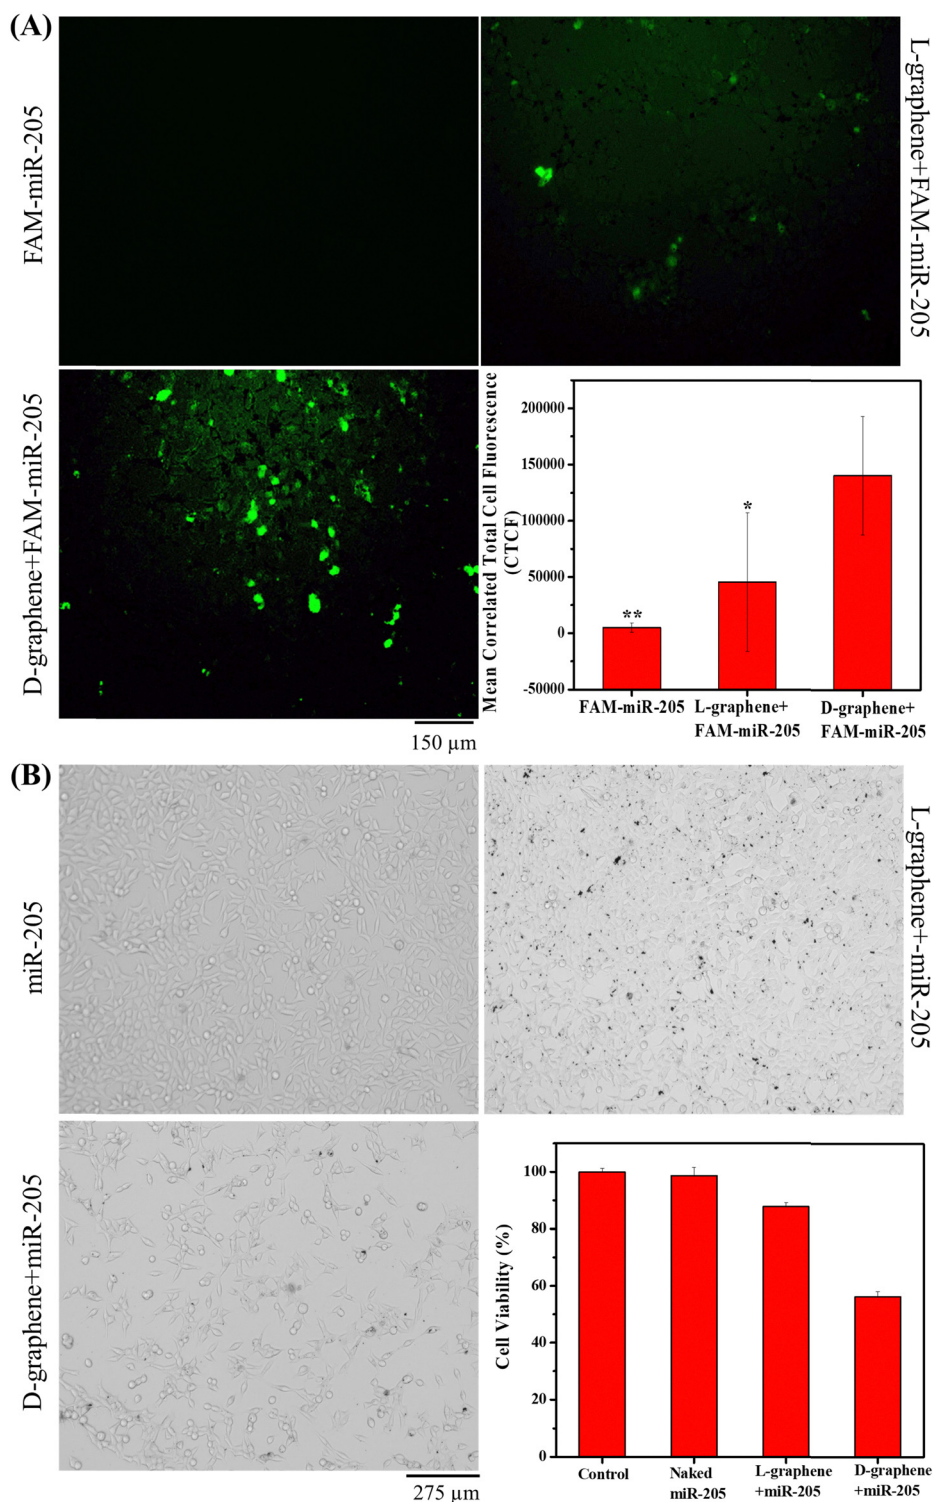 (A)
FAM-miR-205
L-graphene+FAM-miR-205
D-graphene+FAM-miR-205
150 µm
Mean Correlated Total Cell Fluorescence
(CTCF)
200000
150000
100000
50000
0
-50000
**
*
FAM-miR-205
L-graphene+
FAM-miR-205
D-graphene+
FAM-miR-205
(B)
miR-205
L-graphene+-miR-205
D-graphene+miR-205
275 µm
Cell Viability (%)
100
80
60
40
20
0
Control
Naked
miR-205
L-graphene
+miR-205
D-graphene
+miR-205